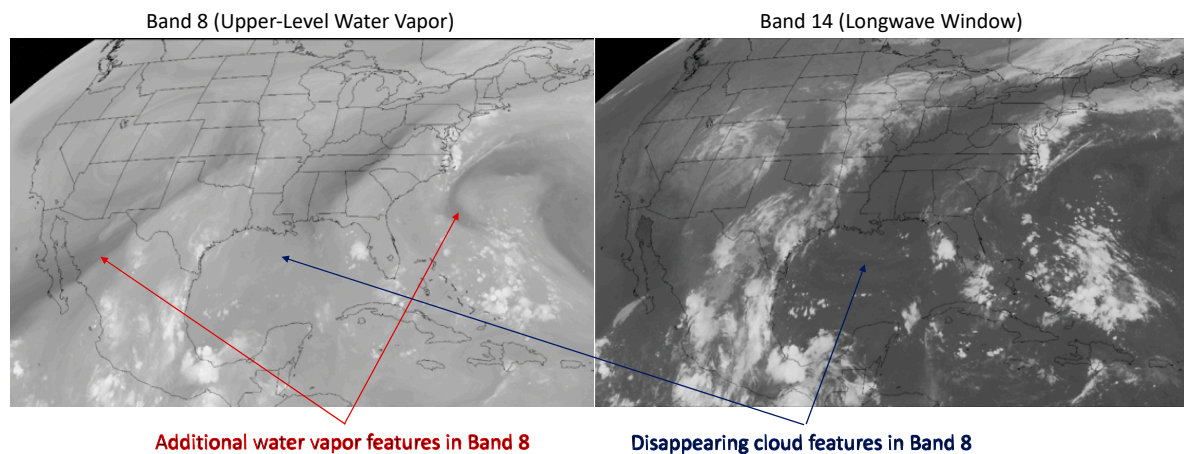 Band 8 (Upper-Level Water Vapor)
Band 14 (Longwave Window)
Additional water vapor features in Band 8
Disappearing cloud features in Band 8